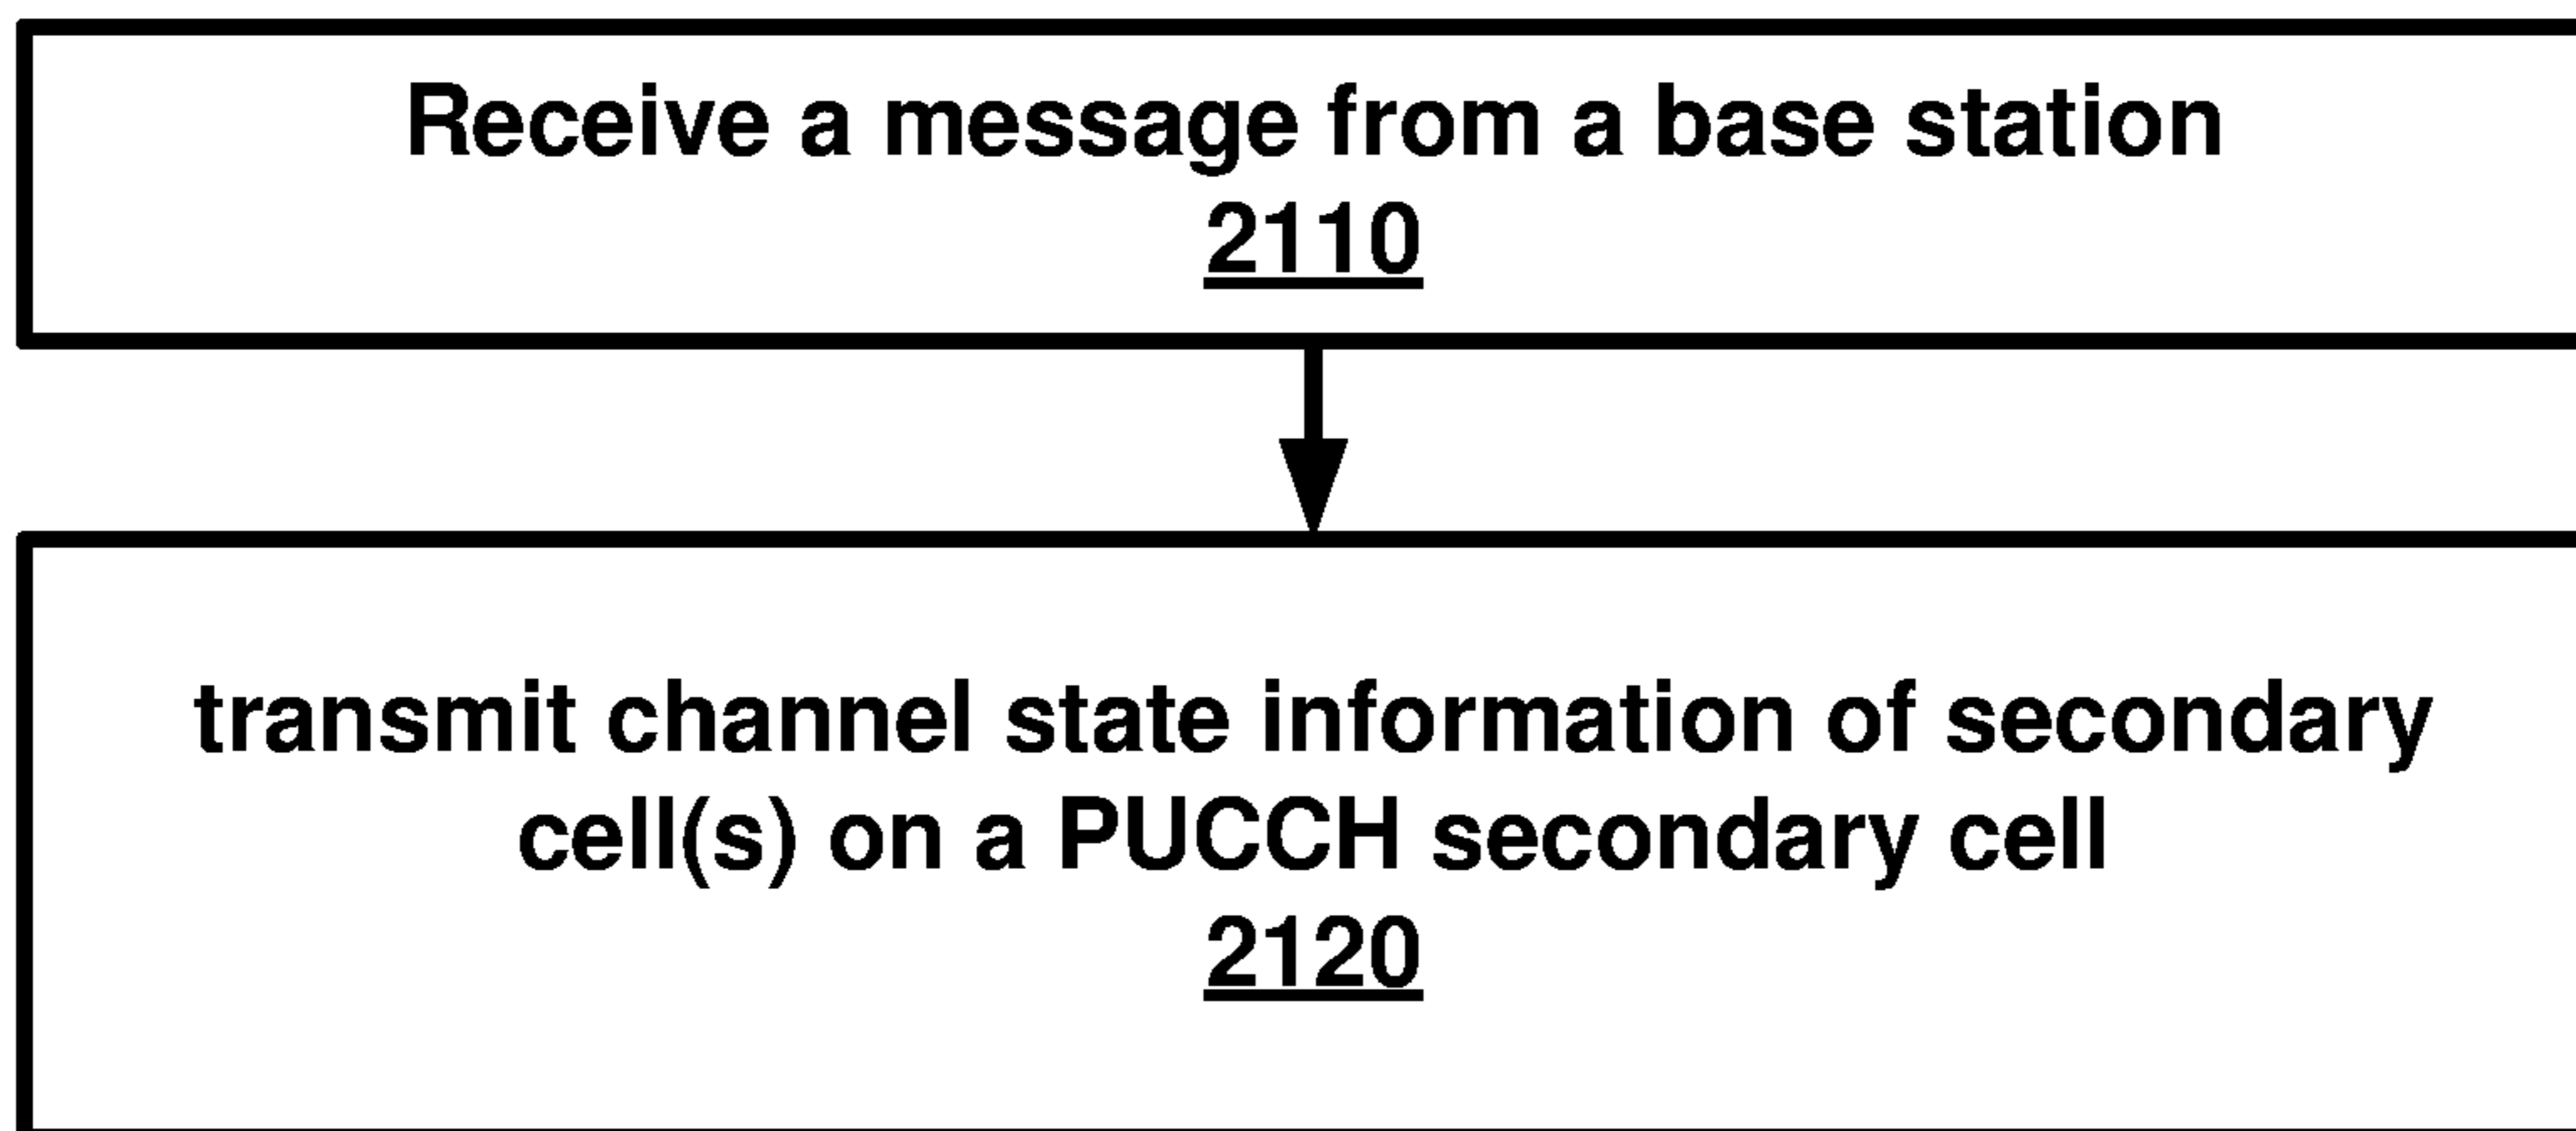 Receive a message from a base station
2110
transmit channel state information of secondary
cell(s) on a PUCCH secondary cell
2120